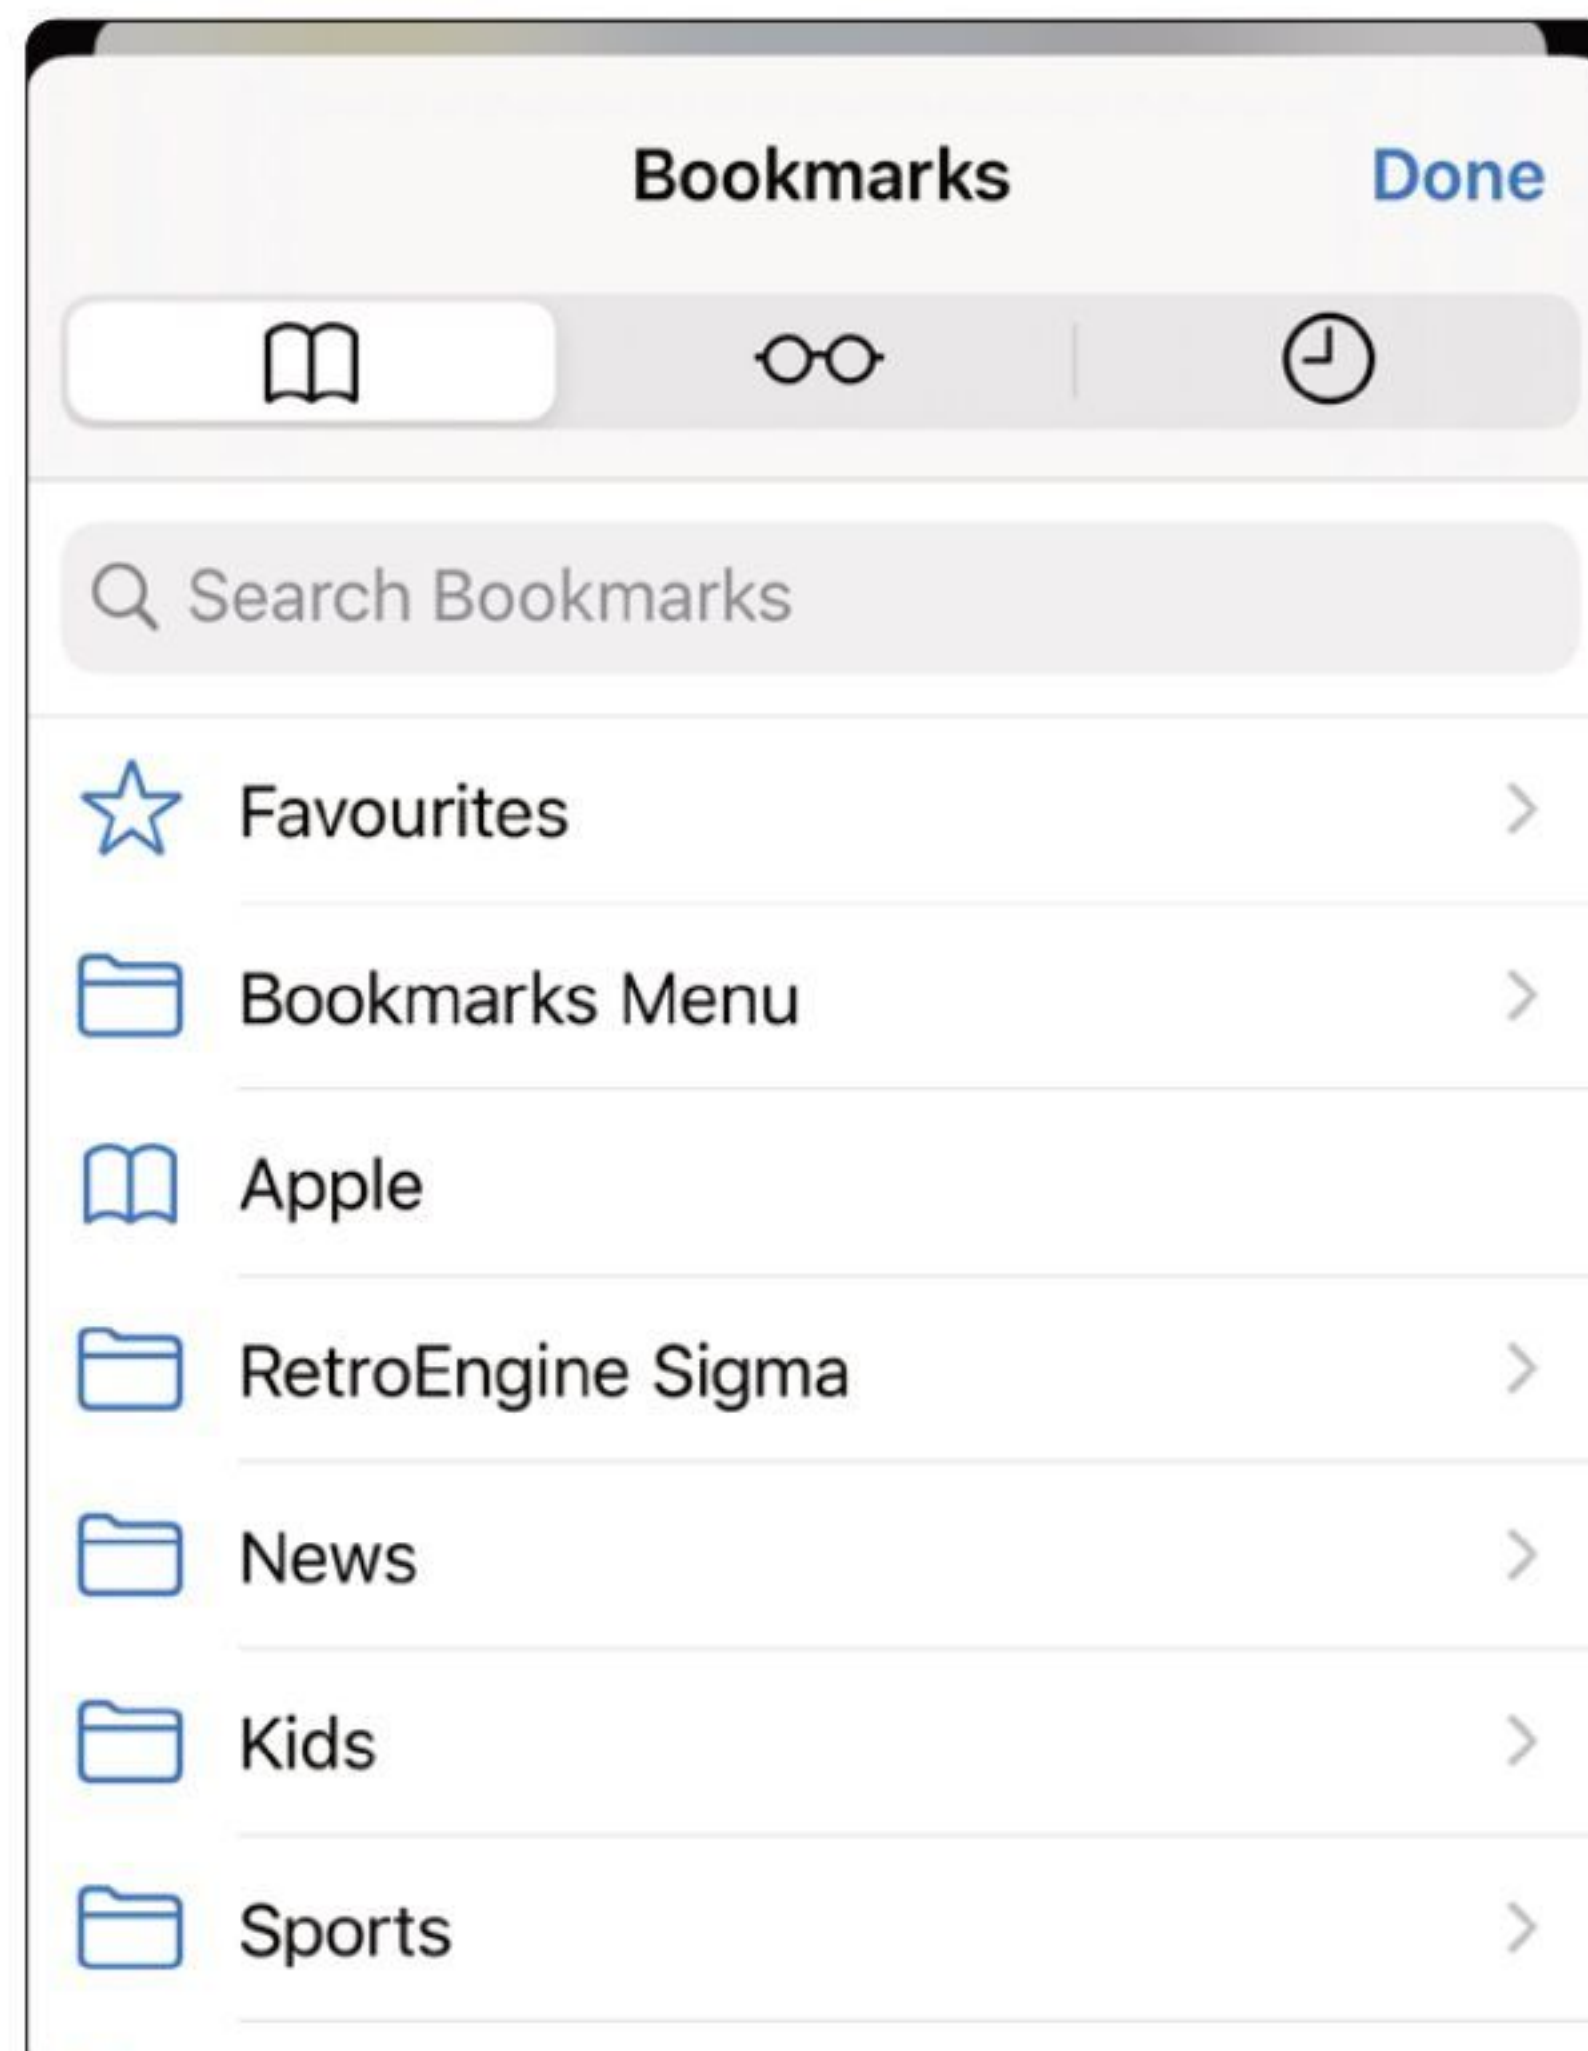 Bookmarks
Done
Search Bookmarks
Favourites
Bookmarks Menu
Apple
RetroEngine Sigma
News
Kids
Sports